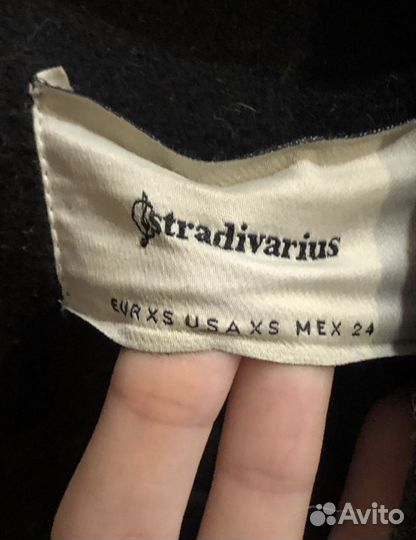 stradivarius
EUR XS USA XS MEX 24
Avito